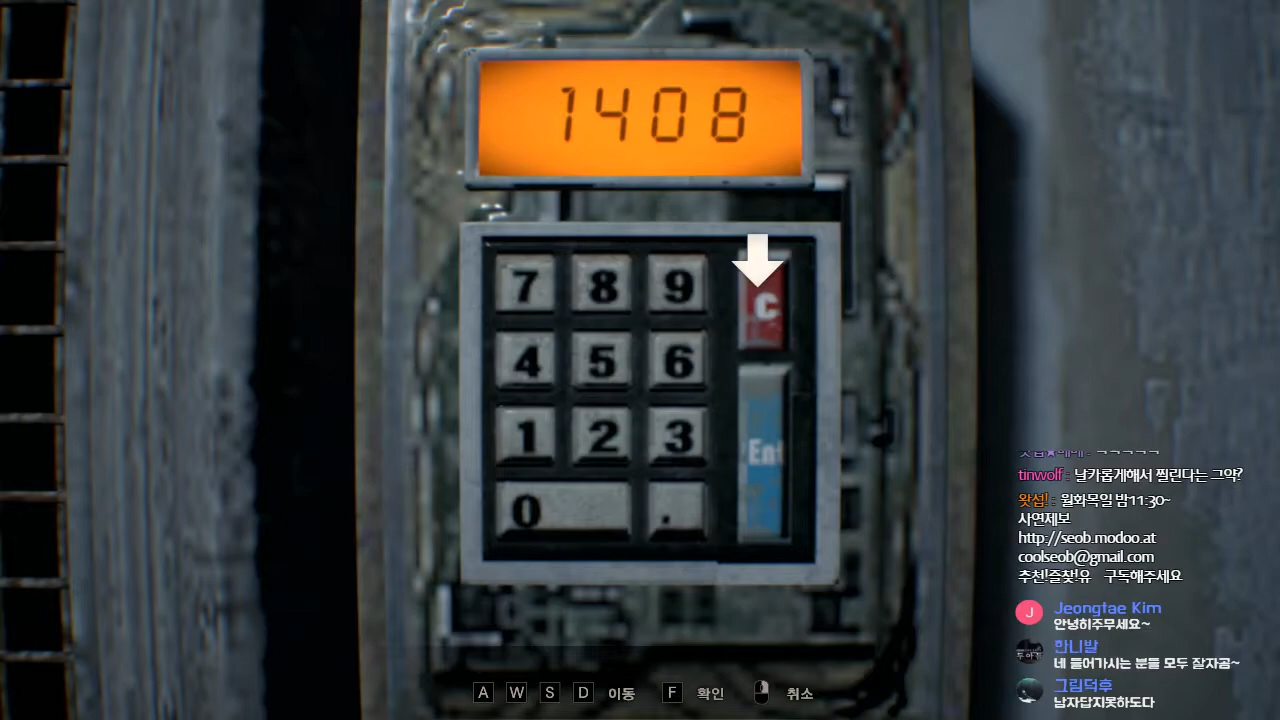 1408
7 8 9 C
4 5 6
1 2 3 Ent
0 .
tinwolf : 날카롭게해서 찔린다는 그약?
왓섭! : 월화목일 밤11:30~
사연제보
http://seob.modoo.at
coolseob@gmail.com
추천!즐찾!유 구독해주세요
J Jeongtae Kim
안녕히주무세요~
한니발
네 들어가시는 분들 모두 잘자곰~
그림덕후
남자답지못하도다
A W S D 이동 F 확인 취소